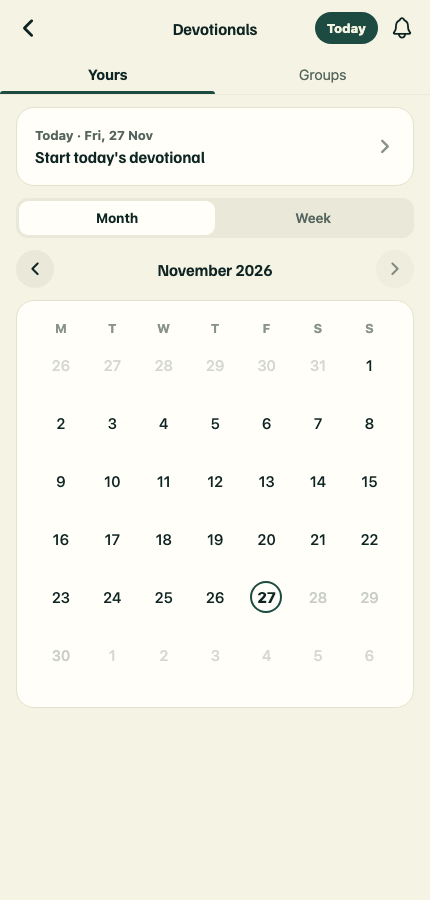 Devotionals
Today
Yours
Groups
Today · Fri, 27 Nov
Start today's devotional
Month
Week
November 2026
M T W T F S S
26 27 28 29 30 31 1
2 3 4 5 6 7 8
9 10 11 12 13 14 15
16 17 18 19 20 21 22
23 24 25 26 27 28 29
30 1 2 3 4 5 6